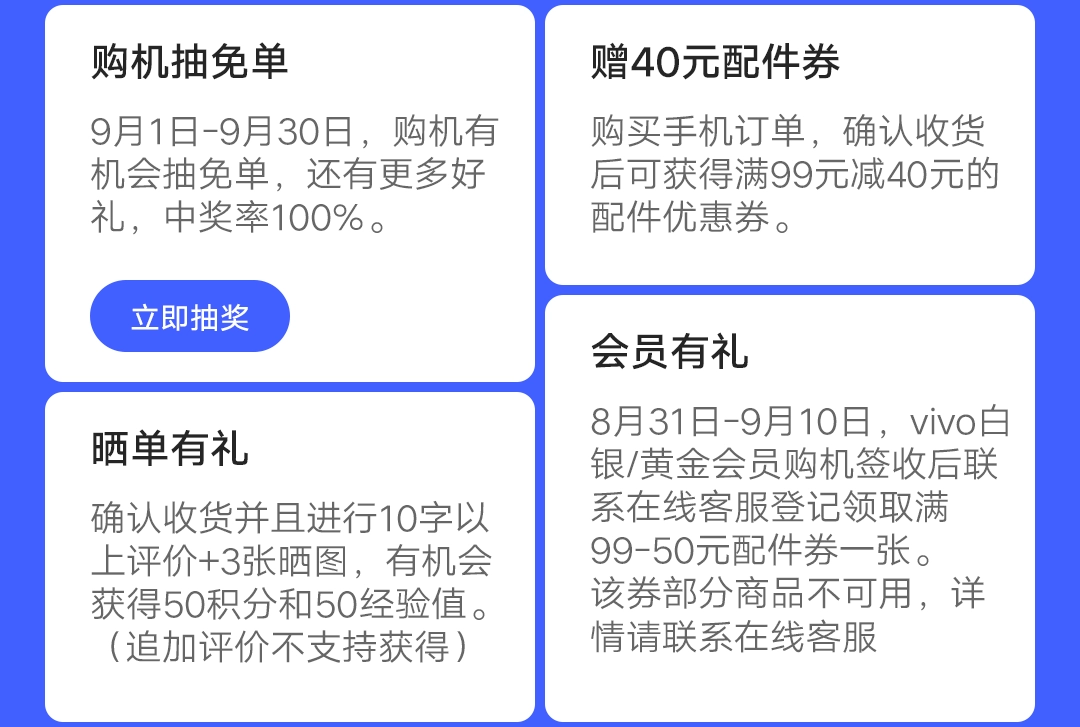 购机抽免单
9月1日-9月30日，购机有
机会抽免单，还有更多好
礼，中奖率100%。
立即抽奖
晒单有礼
确认收货并且进行10字以
上评价+3张晒图，有机会
获得50积分和50经验值。
（追加评价不支持获得）
赠40元配件券
购买手机订单，确认收货
后可获得满99元减40元的
配件优惠券。
会员有礼
8月31日-9月10日，vivo白
银/黄金会员购机签收后联
系在线客服登记领取满
99-50元配件券一张。
该券部分商品不可用，详
情请联系在线客服